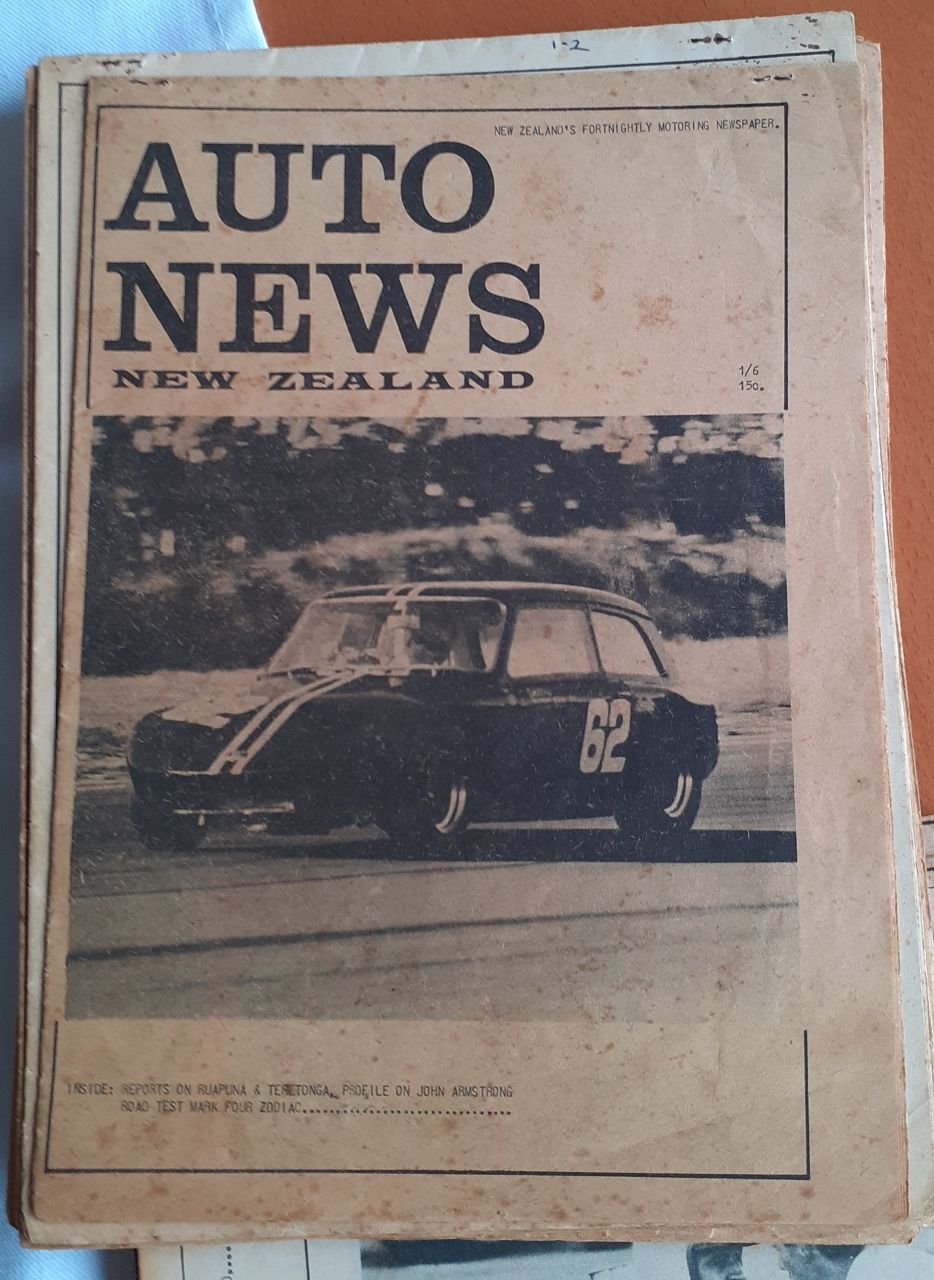 1-2
NEW ZEALAND'S FORTNIGHTLY MOTORING NEWSPAPER.
AUTO
NEWS
NEW ZEALAND
1/6
15c.
62
INSIDE: REPORTS ON RUAPUNA & TERETONGA, PROFILE ON JOHN ARMSTRONG
ROAD TEST MARK FOUR ZODIAC...............................